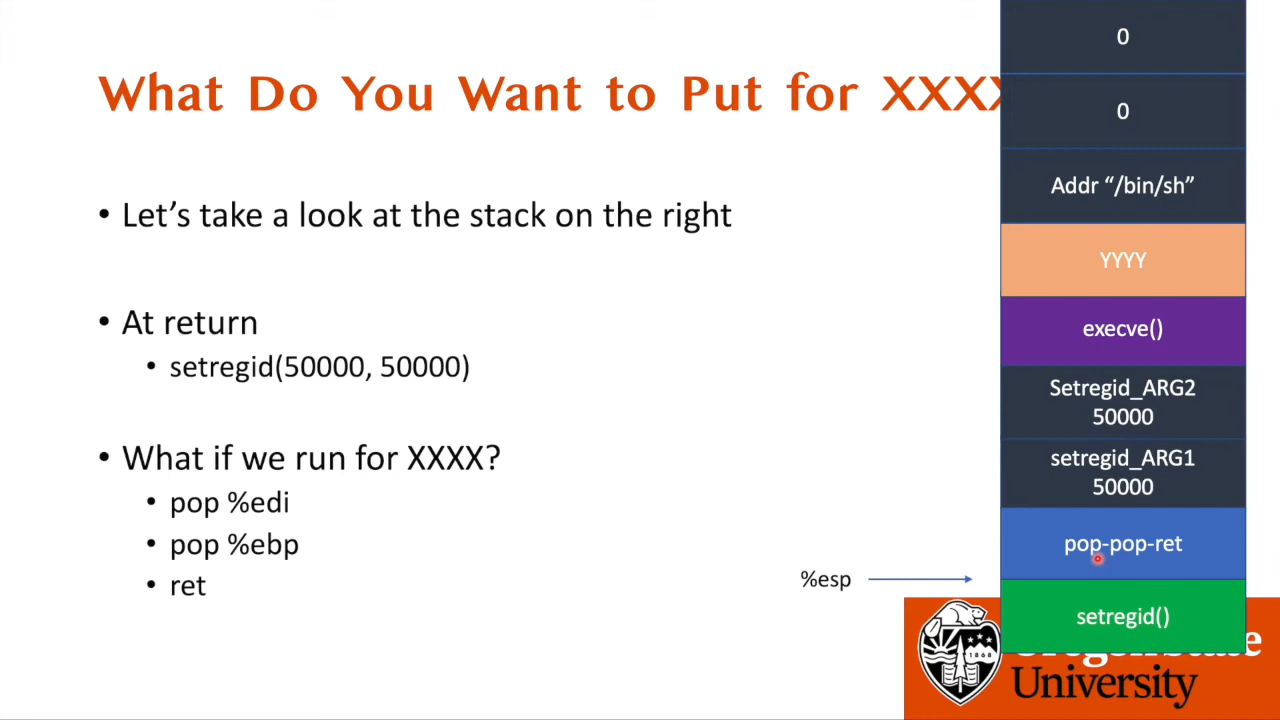 What Do You Want to Put for XXXX
• Let’s take a look at the stack on the right
• At return
• setregid(50000, 50000)
• What if we run for XXXX?
• pop %edi
• pop %ebp
• ret
0
0
Addr “/bin/sh”
YYYY
execve()
Setregid_ARG2
50000
setregid_ARG1
50000
pop-pop-ret
%esp
setregid()
1868
University